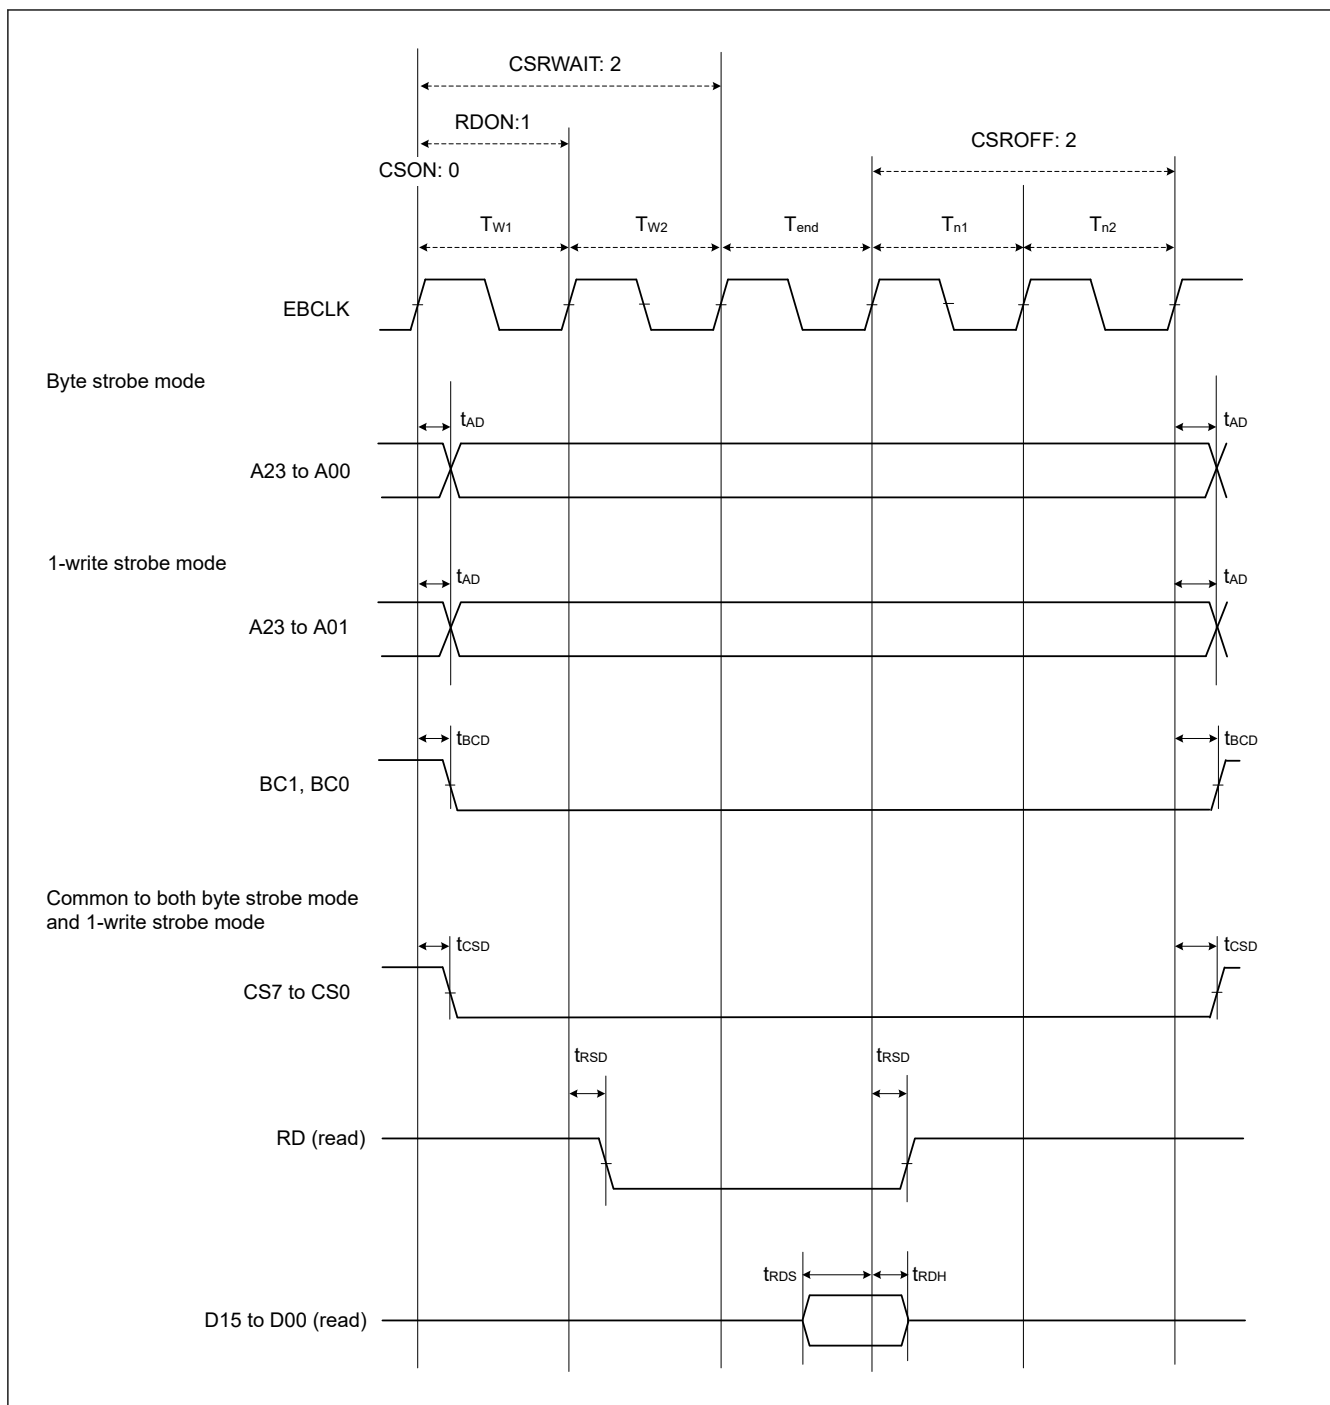 CSRWAIT: 2
RDON:1
CSROFF: 2
CSON: 0
TW1
TW2
Tend
Tn1
Tn2
EBCLK
Byte strobe mode
tAD
tAD
A23 to A00
1-write strobe mode
tAD
tAD
A23 to A01
tBCD
tBCD
BC1, BC0
Common to both byte strobe mode
and 1-write strobe mode
tCSD
tCSD
CS7 to CS0
tRSD
tRSD
RD (read)
tRDS
tRDH
D15 to D00 (read)